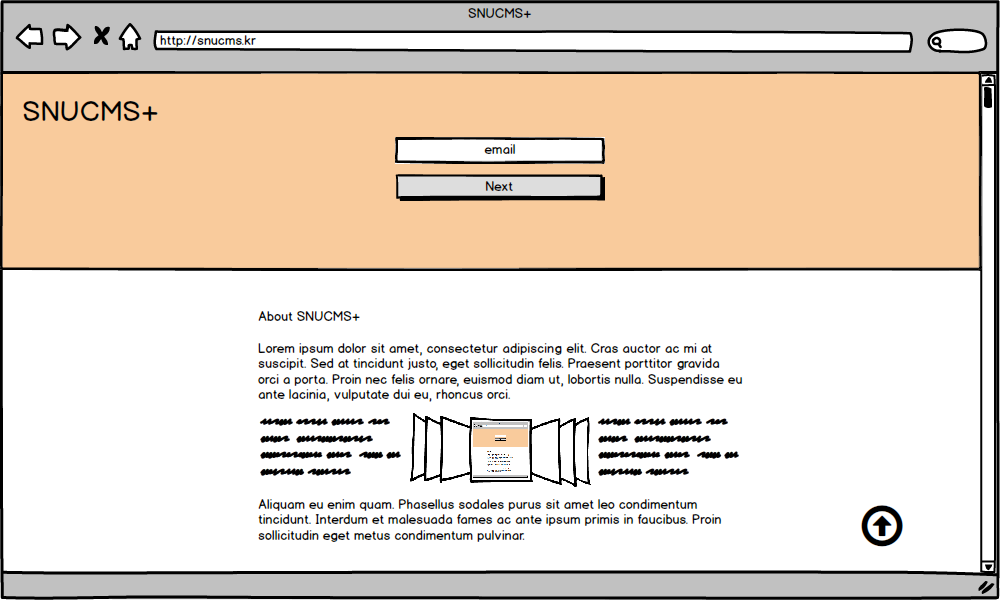 SNUCMS+
http://snucms.kr
SNUCMS+
email
Next
About SNUCMS+
Lorem ipsum dolor sit amet, consectetur adipiscing elit. Cras auctor ac mi at
suscipit. Sed at tincidunt justo, eget sollicitudin felis. Praesent porttitor gravida
orci a porta. Proin nec felis ornare, euismod diam ut, lobortis nulla. Suspendisse eu
ante lacinia, vulputate dui eu, rhoncus orci.
Aliquam eu enim quam. Phasellus sodales purus sit amet leo condimentum
tincidunt. Interdum et malesuada fames ac ante ipsum primis in faucibus. Proin
sollicitudin eget metus condimentum pulvinar.